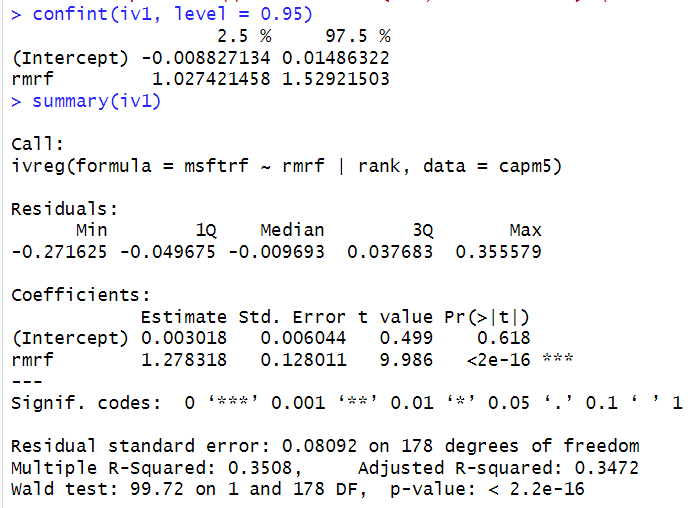 > confint(iv1, level = 0.95)
2.5 % 97.5 %
(Intercept) -0.008827134 0.01486322
rmrf 1.027421458 1.52921503
> summary(iv1)
Call:
ivreg(formula = msftrf ~ rmrf | rank, data = capm5)
Residuals:
Min 1Q Median 3Q Max
-0.271625 -0.049675 -0.009693 0.037683 0.355579
Coefficients:
Estimate Std. Error t value Pr(>|t|)
(Intercept) 0.003018 0.006044 0.499 0.618
rmrf 1.278318 0.128011 9.986 <2e-16 ***
---
Signif. codes: 0 ‘***’ 0.001 ‘**’ 0.01 ‘*’ 0.05 ‘.’ 0.1 ‘ ’ 1
Residual standard error: 0.08092 on 178 degrees of freedom
Multiple R-Squared: 0.3508, Adjusted R-squared: 0.3472
Wald test: 99.72 on 1 and 178 DF, p-value: < 2.2e-16